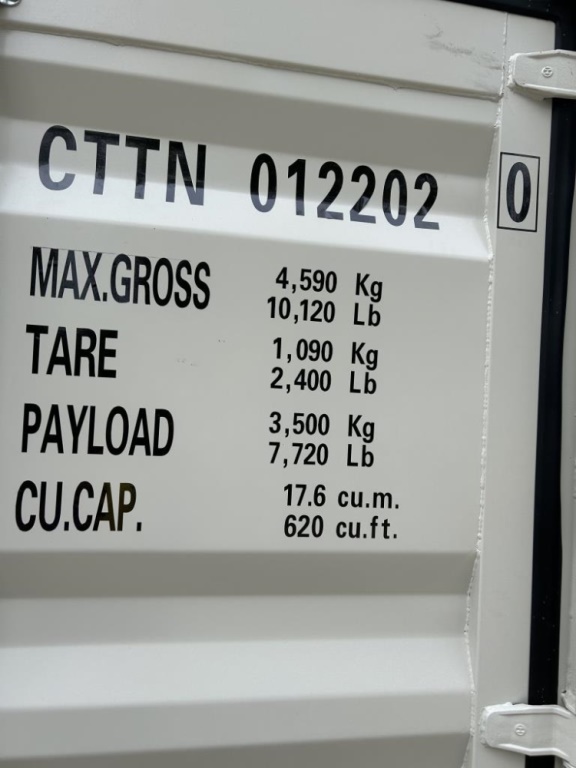 CTTN 012202 0
MAX.GROSS 4,590 Kg
10,120 Lb
TARE 1,090 Kg
2,400 Lb
PAYLOAD 3,500 Kg
7,720 Lb
CU.CAP. 17.6 cu.m.
620 cu.ft.